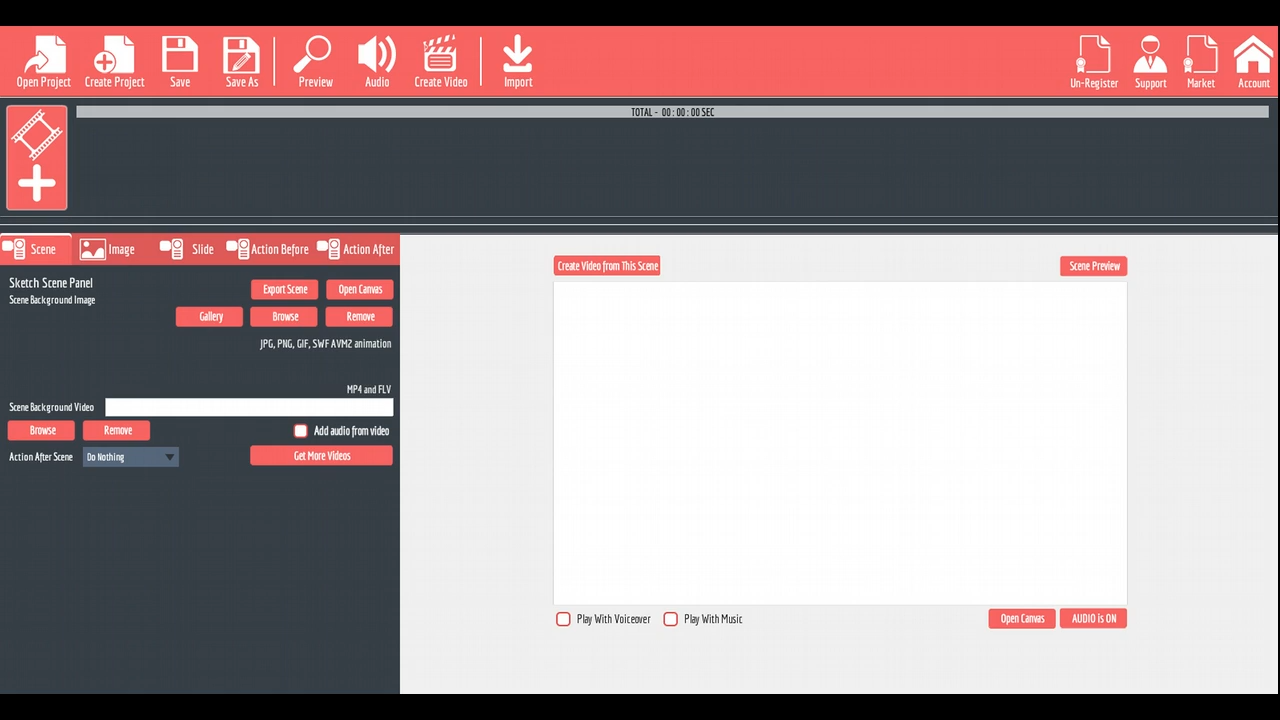 Open Project Create Project Save Save As Preview Audio Create Video Import Un-Register Support Market Account
TOTAL - 00 : 00 : 00 SEC
Scene Image Slide Action Before Action After
Sketch Scene Panel
Scene Background Image
Export Scene Open Canvas
Gallery Browse Remove
JPG, PNG, GIF, SWF AVM2 animation
MP4 and FLV
Scene Background Video
Browse Remove Add audio from video
Action After Scene Do Nothing Get More Videos
Create Video from This Scene Scene Preview
Play With Voiceover Play With Music Open Canvas AUDIO is ON